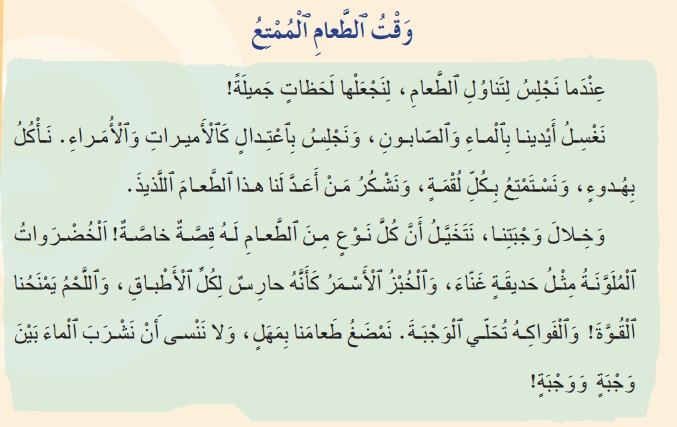 وَقْتُ ٱلطَّعامِ ٱلْمُمْتِعُ
عِنْدَما نَجْلِسُ لِتَناوُلِ ٱلطَّعامِ، لِنَجْعَلْها لَحَظاتٍ جَميلَةً!
نَغْسِلُ أَيْدينا بِٱلْماءِ وَٱلصّابونِ، وَنَجْلِسُ بِٱعْتِدالٍ كَٱلْأَميراتِ وَٱلْأُمَراءِ. نَأْكُلُ
بِهُدوءٍ، وَنَسْتَمْتِعُ بِكُلِّ لُقْمَةٍ، وَنَشْكُرُ مَنْ أَعَدَّ لَنا هذا ٱلطَّعامَ ٱللَّذيذَ.
وَخِلالَ وَجْبَتِنا، نَتَخَيَّلُ أَنَّ كُلَّ نَوْعٍ مِنَ ٱلطَّعامِ لَهُ قِصَّةٌ خاصَّةٌ! اَلْخُضْرَواتُ
ٱلْمُلَوَّنَةُ مِثْلُ حَديقَةٍ غَنّاءَ، وَٱلْخُبْزُ ٱلْأَسْمَرُ كَأَنَّهُ حارِسٌ لِكُلِّ ٱلْأَطْباقِ، وَٱللَّحْمُ يَمْنَحُنا
ٱلْقُوَّةَ! وَٱلْفَواكِهُ تُحَلّي ٱلْوَجْبَةَ. نَمْضَغُ طَعامَنا بِمَهَلٍ، وَلا نَنْسى أَنْ نَشْرَبَ ٱلْماءَ بَيْنَ
وَجْبَةٍ وَوَجْبَةٍ!